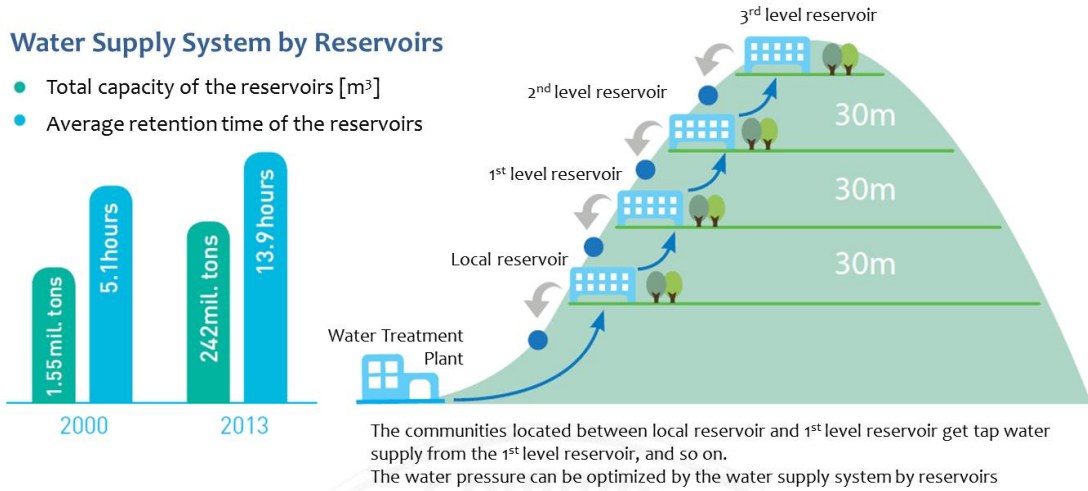 Water Supply System by Reservoirs
Total capacity of the reservoirs [m³]
Average retention time of the reservoirs
1.55mil. tons
5.1hours
242mil. tons
13.9hours
2000
2013
3rd level reservoir
2nd level reservoir
30m
1st level reservoir
30m
Local reservoir
30m
Water Treatment
Plant
The communities located between local reservoir and 1st level reservoir get tap water
supply from the 1st level reservoir, and so on.
The water pressure can be optimized by the water supply system by reservoirs